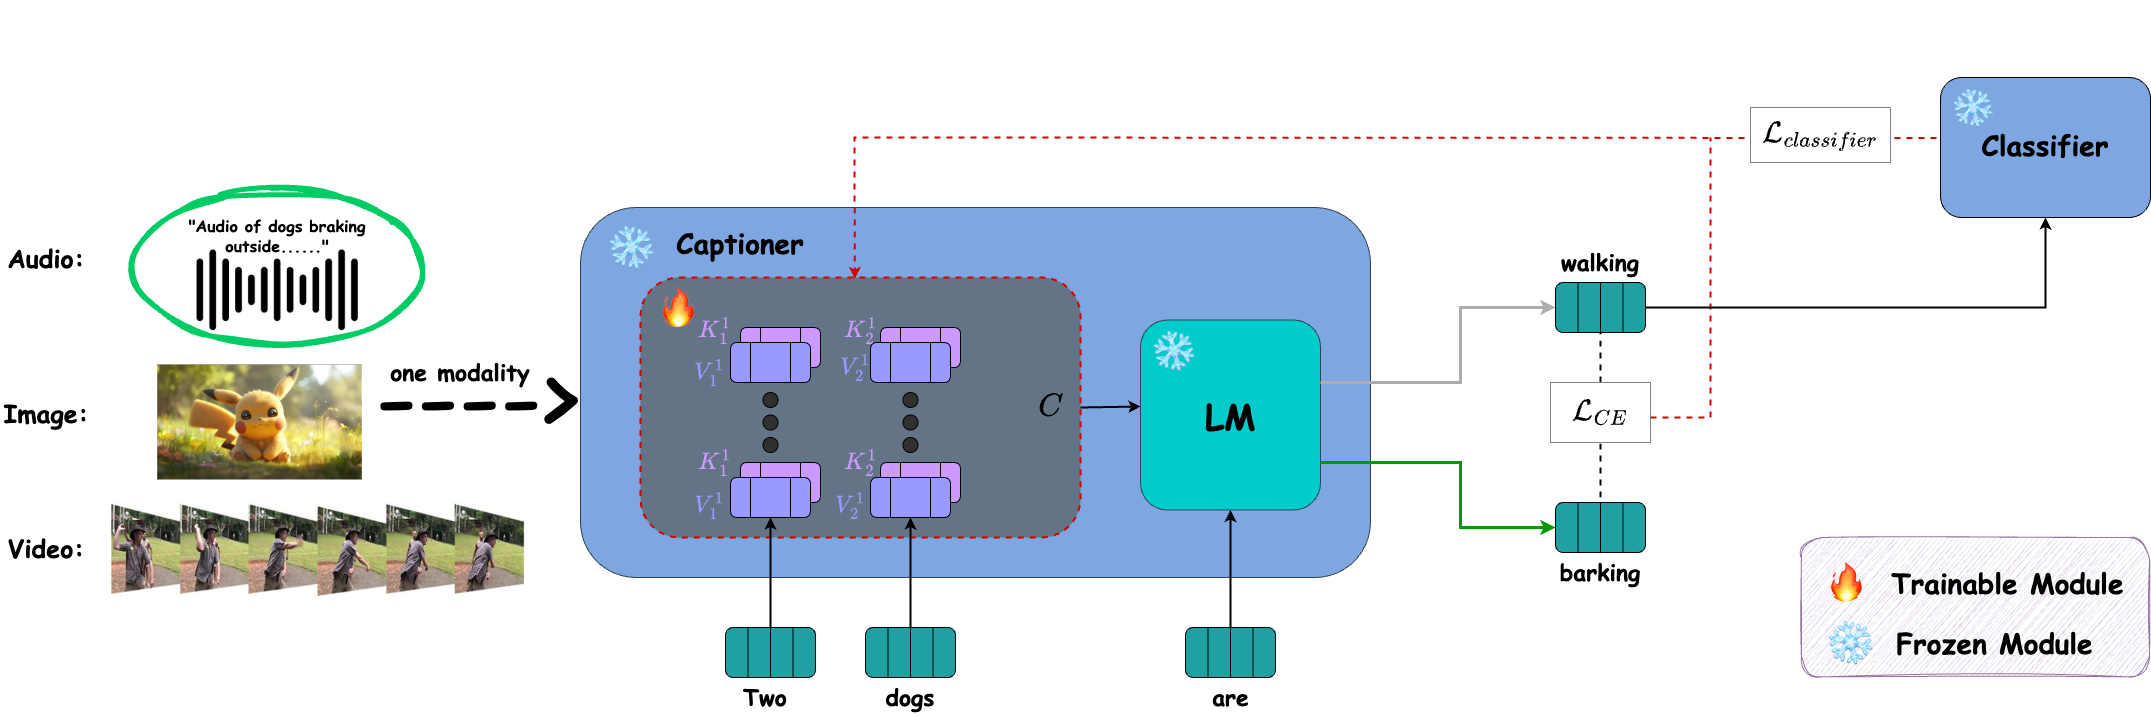 Audio:
"Audio of dogs braking
outside......"
Image:
one modality
Video:
Captioner
K_1^1
V_1^1
K_2^1
V_2^1
K_1^1
V_1^1
K_2^1
V_2^1
C
LM
Two
dogs
are
walking
ℒ_{CE}
barking
ℒ_{classifier}
Classifier
Trainable Module
Frozen Module